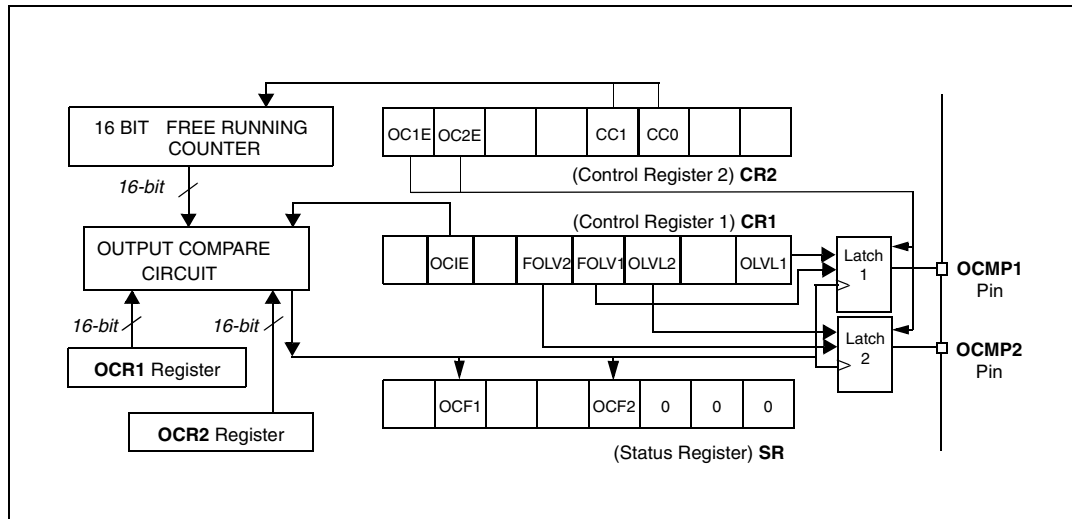 16 BIT FREE RUNNING
COUNTER
OC1E OC2E CC1 CC0
(Control Register 2) CR2
16-bit
(Control Register 1) CR1
OUTPUT COMPARE
CIRCUIT
OCIE FOLV2 FOLV1 OLVL2 OLVL1
Latch
1
OCMP1
Pin
16-bit 16-bit
Latch
2
OCMP2
Pin
OCR1 Register
OCF1 OCF2 0 0 0
OCR2 Register
(Status Register) SR